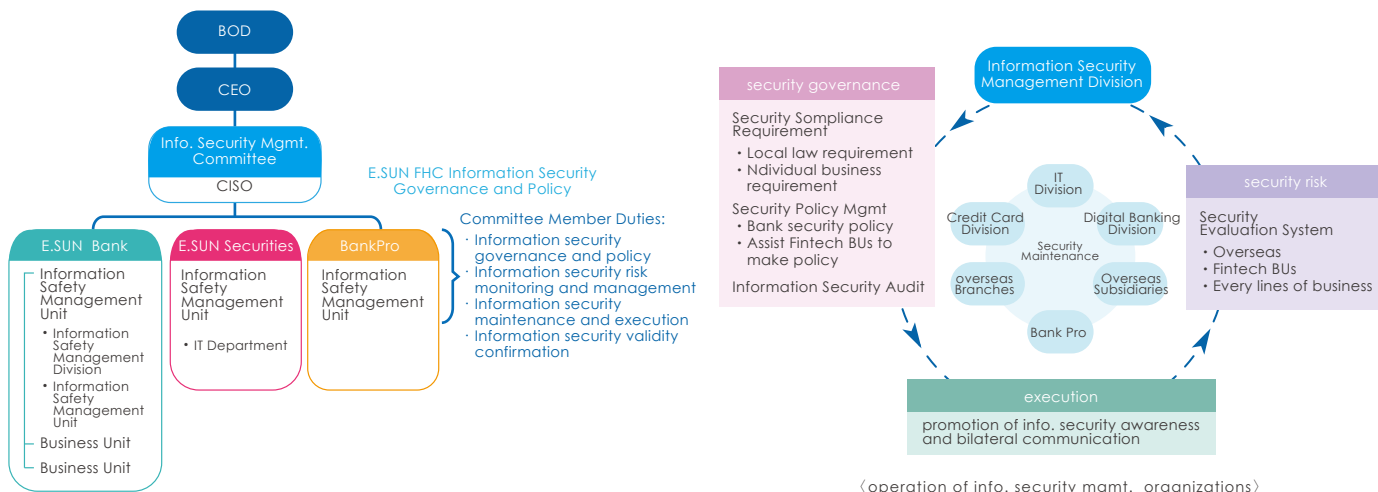 BOD
CEO
Info. Security Mgmt.
Committee
CISO
E.SUN FHC Information Security
Governance and Policy
E.SUN Bank
Information
Safety
Management
Unit
・Information
Safety
Management
Division
・Information
Safety
Management
Unit
Business Unit
Business Unit
E.SUN Securities
Information
Safety
Management
Unit
・IT Department
BankPro
Information
Safety
Management
Unit
Committee Member Duties:
· Information security
governance and policy
· Information security risk
monitoring and management
· Information security
maintenance and execution
· Information security validity
confirmation
Information Security
Management Division
security governance
Security Sompliance
Requirement
・Local law requirement
・Ndividual business
requirement
Security Policy Mgmt
・Bank security policy
・Assist Fintech BUs to
make policy
Information Security Audit
IT
Division
Credit Card
Division
Digital Banking
Division
Security
Maintenance
overseas
Branches
Overseas
Subsidiaries
Bank Pro
security risk
Security
Evaluation System
・Overseas
・Fintech BUs
・Every lines of business
execution
promotion of info. security awareness
and bilateral communication
〈operation of info. security mgmt. organizations〉